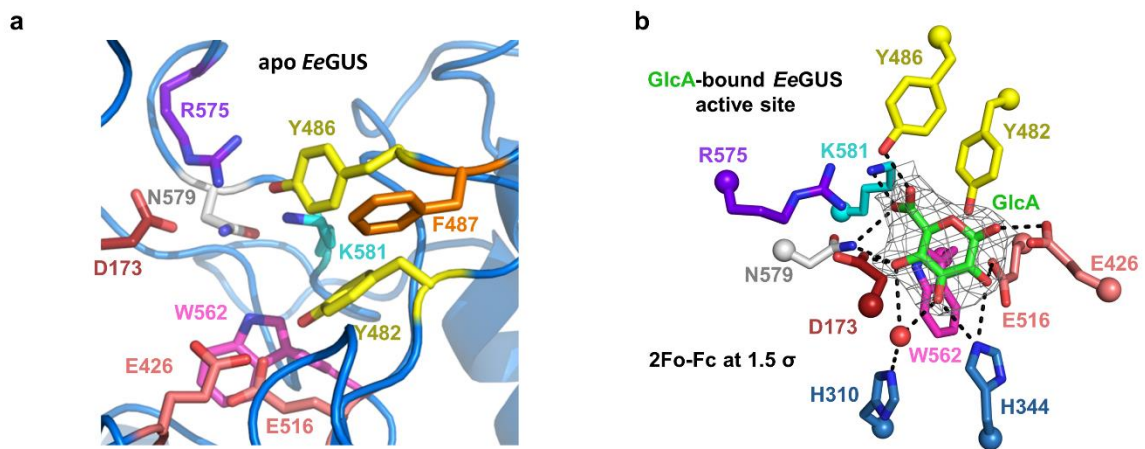 a
apo EeGUS
R575
Y486
N579
F487
K581
D173
W562
Y482
E426
E516
b
Y486
GlcA-bound EeGUS
active site
Y482
R575
K581
GlcA
N579
E426
D173
E516
2Fo-Fc at 1.5 σ
W562
H310
H344